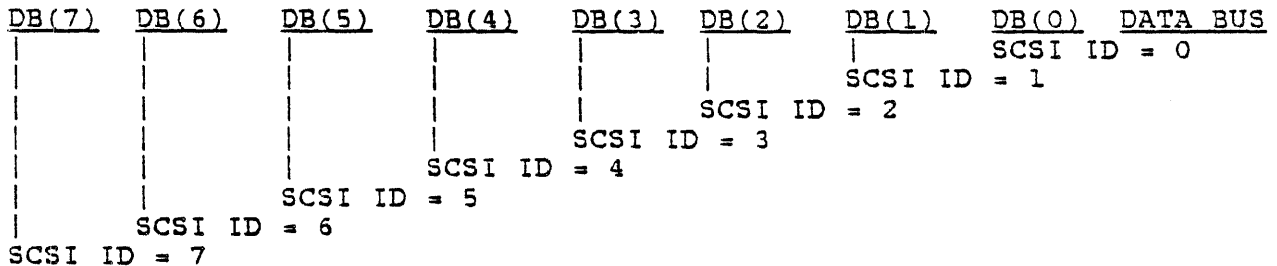 DB(7) DB(6) DB(5) DB(4) DB(3) DB(2) DB(1) DB(0) DATA BUS
SCSI ID = 0
SCSI ID = 1
SCSI ID = 2
SCSI ID = 3
SCSI ID = 4
SCSI ID = 5
SCSI ID = 6
SCSI ID = 7